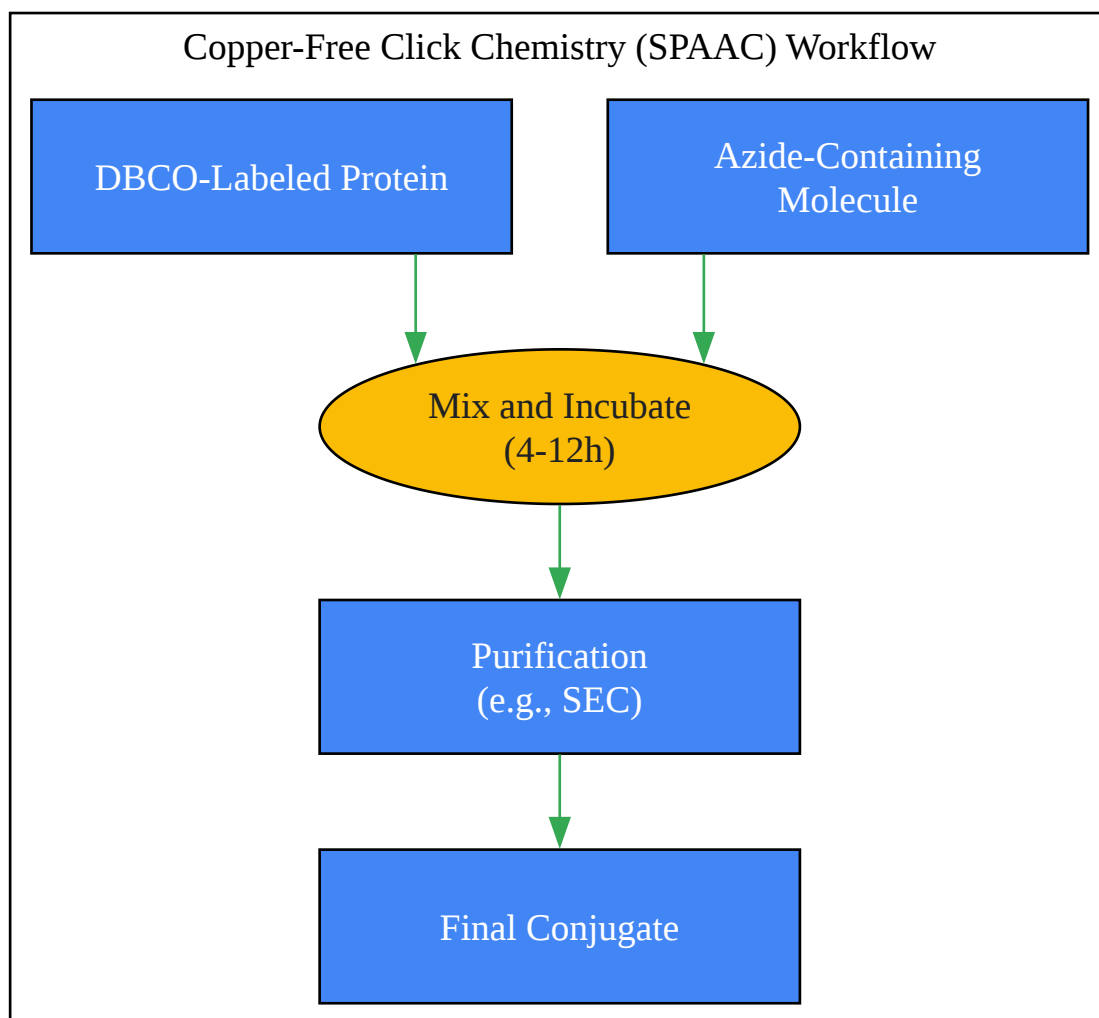 Copper-Free Click Chemistry (SPAAC) Workflow
DBCO-Labeled Protein
Azide-Containing
Molecule
Mix and Incubate
(4-12h)
Purification
(e.g., SEC)
Final Conjugate